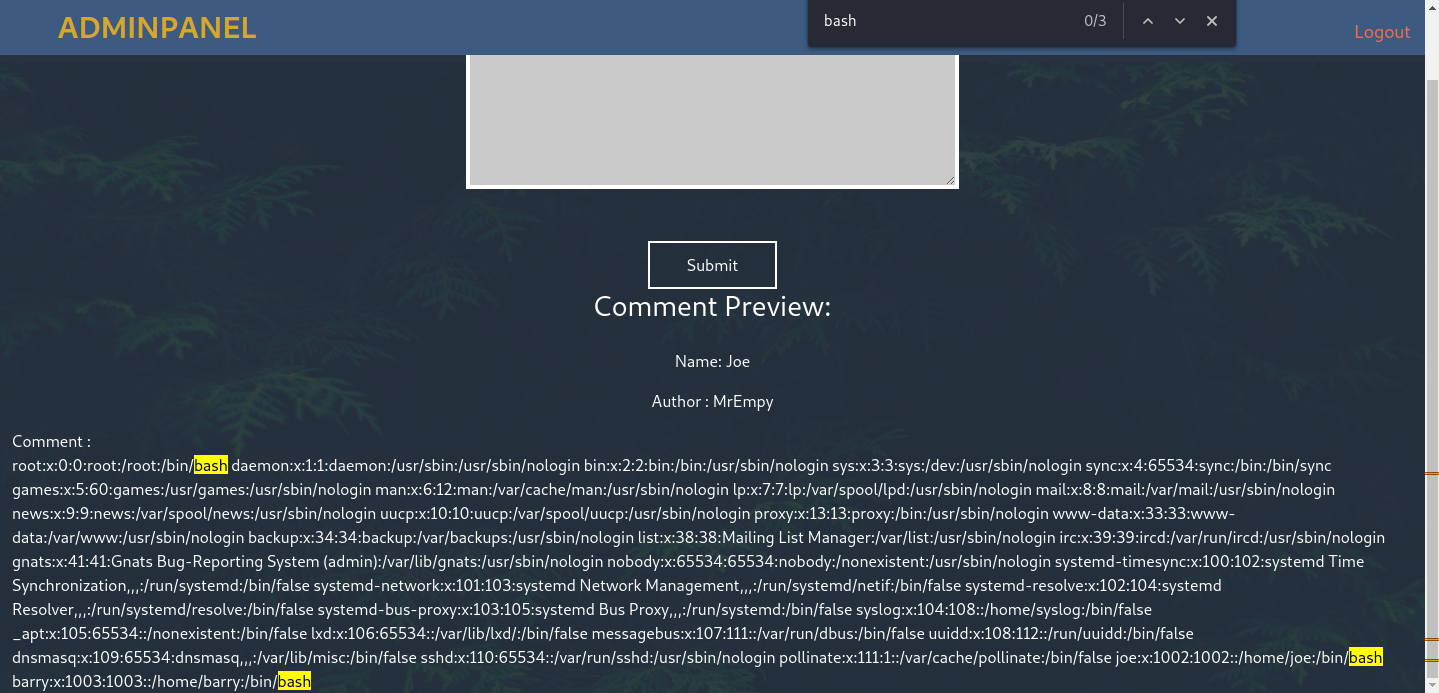 ADMINPANEL
bash 0/3
Logout
Submit
Comment Preview:
Name: Joe
Author : MrEmpy
Comment :
root:x:0:0:root:/root:/bin/bash daemon:x:1:1:daemon:/usr/sbin:/usr/sbin/nologin bin:x:2:2:bin:/bin:/usr/sbin/nologin sys:x:3:3:sys:/dev:/usr/sbin/nologin sync:x:4:65534:sync:/bin:/bin/sync
games:x:5:60:games:/usr/games:/usr/sbin/nologin man:x:6:12:man:/var/cache/man:/usr/sbin/nologin lp:x:7:7:lp:/var/spool/lpd:/usr/sbin/nologin mail:x:8:8:mail:/var/mail:/usr/sbin/nologin
news:x:9:9:news:/var/spool/news:/usr/sbin/nologin uucp:x:10:10:uucp:/var/spool/uucp:/usr/sbin/nologin proxy:x:13:13:proxy:/bin:/usr/sbin/nologin www-data:x:33:33:www-
data:/var/www:/usr/sbin/nologin backup:x:34:34:backup:/var/backups:/usr/sbin/nologin list:x:38:38:Mailing List Manager:/var/list:/usr/sbin/nologin irc:x:39:39:ircd:/var/run/ircd:/usr/sbin/nologin
gnats:x:41:41:Gnats Bug-Reporting System (admin):/var/lib/gnats:/usr/sbin/nologin nobody:x:65534:65534:nobody:/nonexistent:/usr/sbin/nologin systemd-timesync:x:100:102:systemd Time
Synchronization,,,:/run/systemd:/bin/false systemd-network:x:101:103:systemd Network Management,,,:/run/systemd/netif:/bin/false systemd-resolve:x:102:104:systemd
Resolver,,,:/run/systemd/resolve:/bin/false systemd-bus-proxy:x:103:105:systemd Bus Proxy,,,:/run/systemd:/bin/false syslog:x:104:108::/home/syslog:/bin/false
_apt:x:105:65534::/nonexistent:/bin/false lxd:x:106:65534::/var/lib/lxd/:/bin/false messagebus:x:107:111::/var/run/dbus:/bin/false uuidd:x:108:112::/run/uuidd:/bin/false
dnsmasq:x:109:65534:dnsmasq,,,:/var/lib/misc:/bin/false sshd:x:110:65534::/var/run/sshd:/usr/sbin/nologin pollinate:x:111:1::/var/cache/pollinate:/bin/false joe:x:1002:1002::/home/joe:/bin/bash
barry:x:1003:1003::/home/barry:/bin/bash